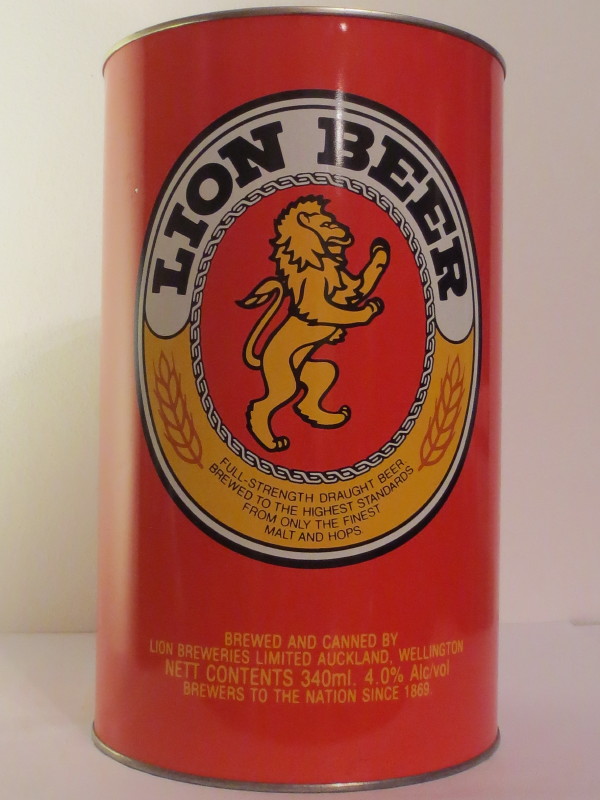 LION BEER
FULL-STRENGTH DRAUGHT BEER
BREWED TO THE HIGHEST STANDARDS
FROM ONLY THE FINEST
MALT AND HOPS
BREWED AND CANNED BY
LION BREWERIES LIMITED AUCKLAND, WELLINGTON
NETT CONTENTS 340ml. 4.0% Alc/vol
BREWERS TO THE NATION SINCE 1869